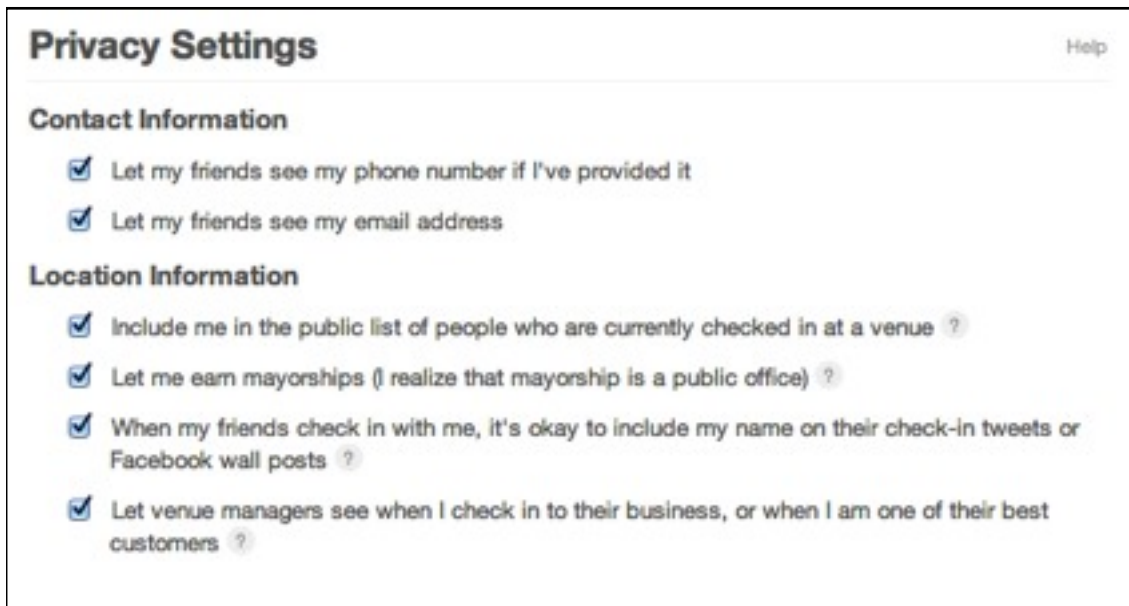 Privacy Settings
Help
Contact Information
Let my friends see my phone number if I've provided it
Let my friends see my email address
Location Information
Include me in the public list of people who are currently checked in at a venue ?
Let me earn mayorships (I realize that mayorship is a public office) ?
When my friends check in with me, it's okay to include my name on their check-in tweets or
Facebook wall posts ?
Let venue managers see when I check in to their business, or when I am one of their best
customers ?